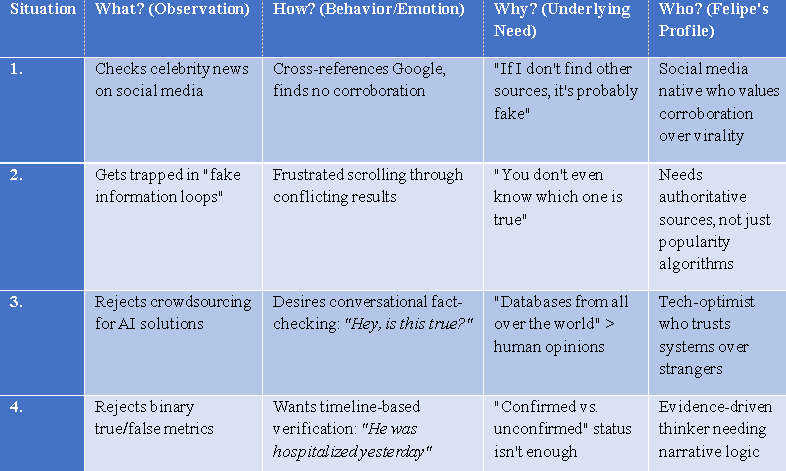 Situation What? (Observation) How? (Behavior/Emotion) Why? (Underlying Who? (Felipe's
Need) Profile)
1. Checks celebrity news Cross-references Google, "If I don't find other Social media
on social media finds no corroboration sources, it's probably native who values
fake" corroboration
over virality
2. Gets trapped in "fake Frustrated scrolling through "You don't even Needs
information loops" conflicting results know which one is authoritative
true" sources, not just
popularity
algorithms
3. Rejects crowdsourcing Desires conversational fact- "Databases from all Tech-optimist
for AI solutions checking: "Hey, is this true?" over the world" > who trusts
human opinions systems over
strangers
4. Rejects binary Wants timeline-based "Confirmed vs. Evidence-driven
true/false metrics verification: "He was unconfirmed" status thinker needing
hospitalized yesterday" isn't enough narrative logic